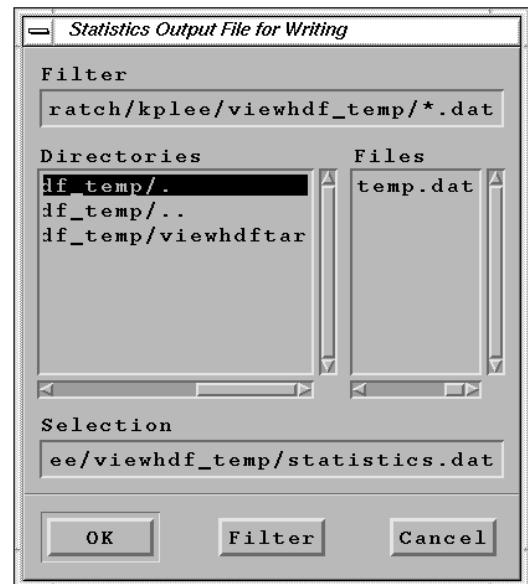 Statistics Output File for Writing
Filter
ratch/kplee/viewhdf_temp/*.dat
Directories
Files
df_temp/.
temp.dat
df_temp/..
df_temp/viewhdftar
Selection
ee/viewhdf_temp/statistics.dat
OK
Filter
Cancel